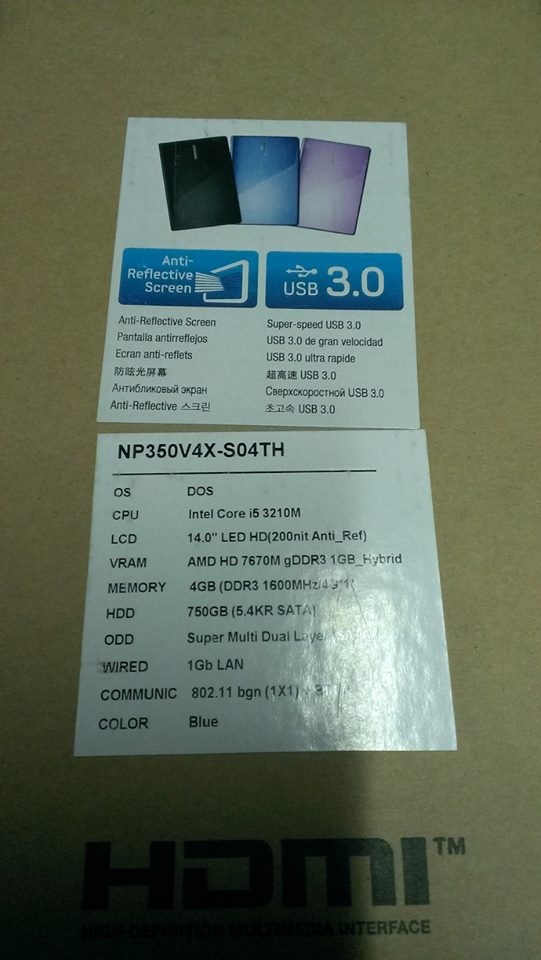 Anti-
Reflective
Screen
USB 3.0
Anti-Reflective Screen
Pantalla antirreflejos
Ecran anti-reflets
防眩光屏幕
Антибликовый экран
Anti-Reflective 스크린
Super-speed USB 3.0
USB 3.0 de gran velocidad
USB 3.0 ultra rapide
超高速 USB 3.0
Сверхскоростной USB 3.0
초고속 USB 3.0
NP350V4X-S04TH
OS DOS
CPU Intel Core i5 3210M
LCD 14.0" LED HD(200nit Anti_Ref)
VRAM AMD HD 7670M gDDR3 1GB_Hybrid
MEMORY 4GB (DDR3 1600MHz/4G*1)
HDD 750GB (5.4KR SATA)
ODD Super Multi Dual Layer
WIRED 1Gb LAN
COMMUNIC 802.11 bgn (1X1) +
COLOR Blue
HDMI™
HIGH-DEFINITION MULTIMEDIA INTERFACE